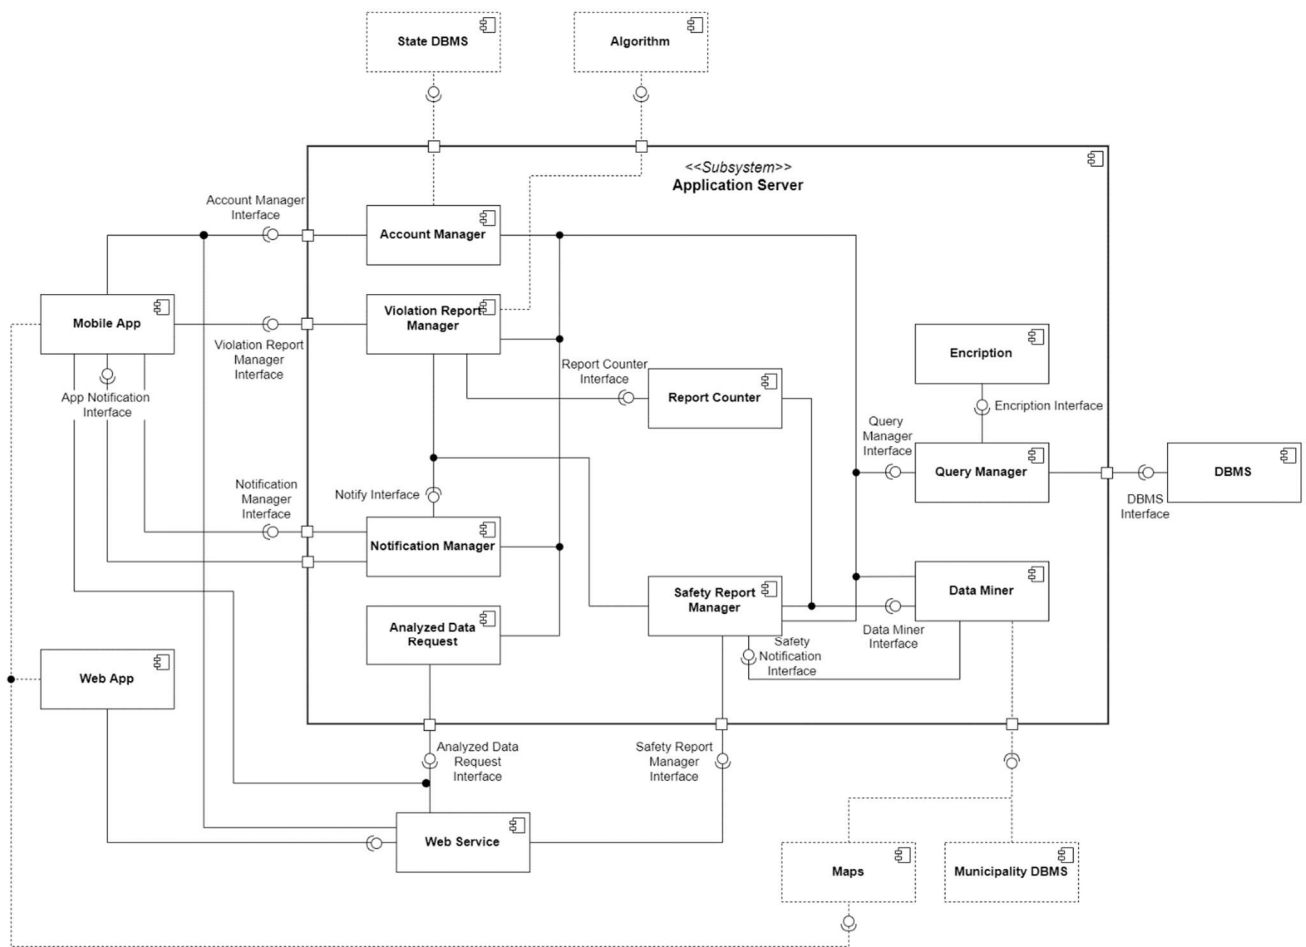 State DBMS
Algorithm
<<Subsystem>>
Application Server
Account Manager
Interface
Account Manager
Mobile App
Violation Report
Manager
Violation Report
Manager
Interface
App Notification
Interface
Report Counter
Interface
Report Counter
Encription
Encription Interface
Query
Manager
Interface
Query Manager
DBMS
DBMS
Interface
Notification
Manager
Interface
Notify Interface
Notification Manager
Safety Report
Manager
Data Miner
Data Miner
Interface
Safety
Notification
Interface
Analyzed Data
Request
Web App
Analyzed Data
Request
Interface
Safety Report
Manager
Interface
Web Service
Maps
Municipality DBMS